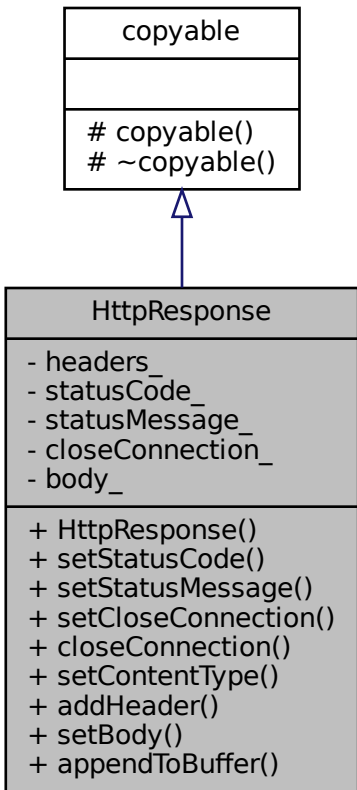 copyable
# copyable()
# ~copyable()
HttpResponse
- headers_
- statusCode_
- statusMessage_
- closeConnection_
- body_
+ HttpResponse()
+ setStatusCode()
+ setStatusMessage()
+ setCloseConnection()
+ closeConnection()
+ setContentType()
+ addHeader()
+ setBody()
+ appendToBuffer()